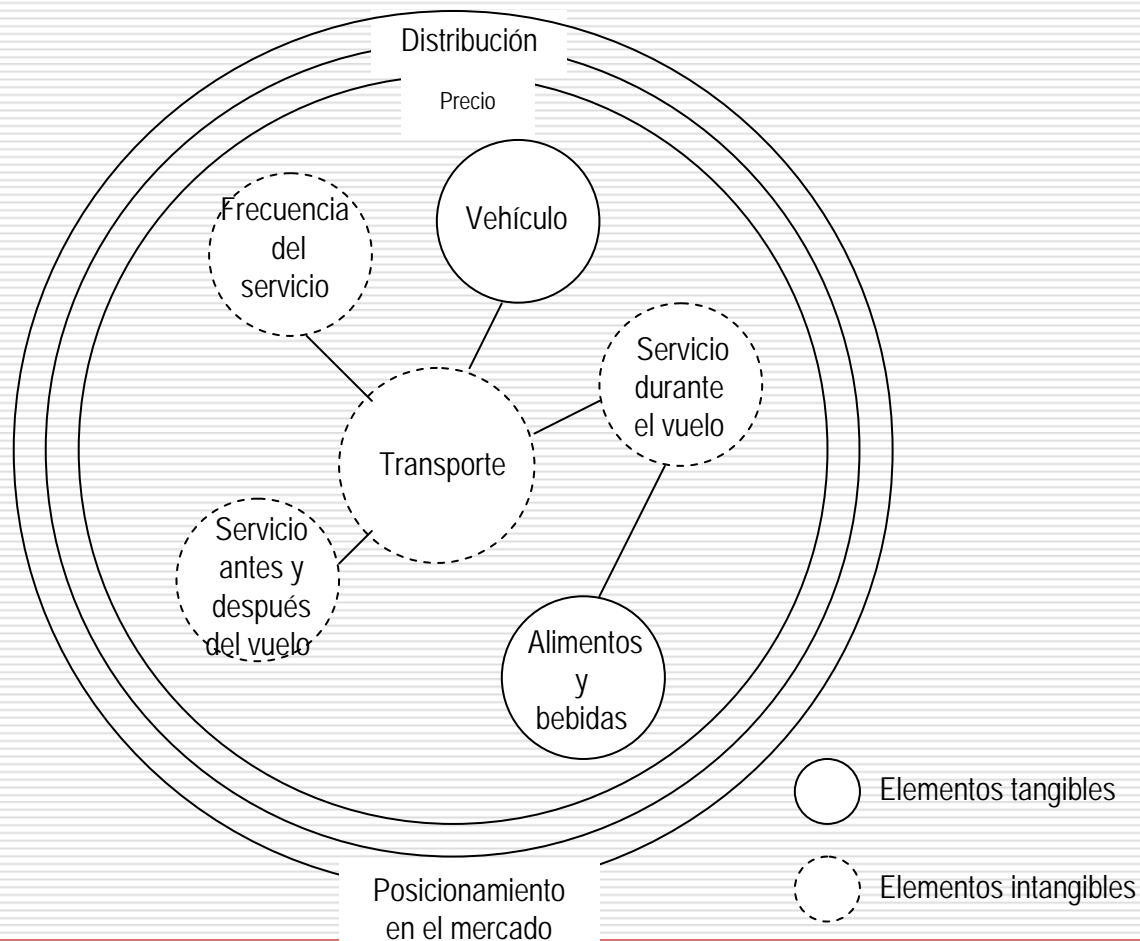 Distribución
Precio
Frecuencia
del
servicio
Vehículo
Servicio
durante
el vuelo
Transporte
Servicio
antes y
después
del vuelo
Alimentos
y
bebidas
Elementos tangibles
Elementos intangibles
Posicionamiento
en el mercado